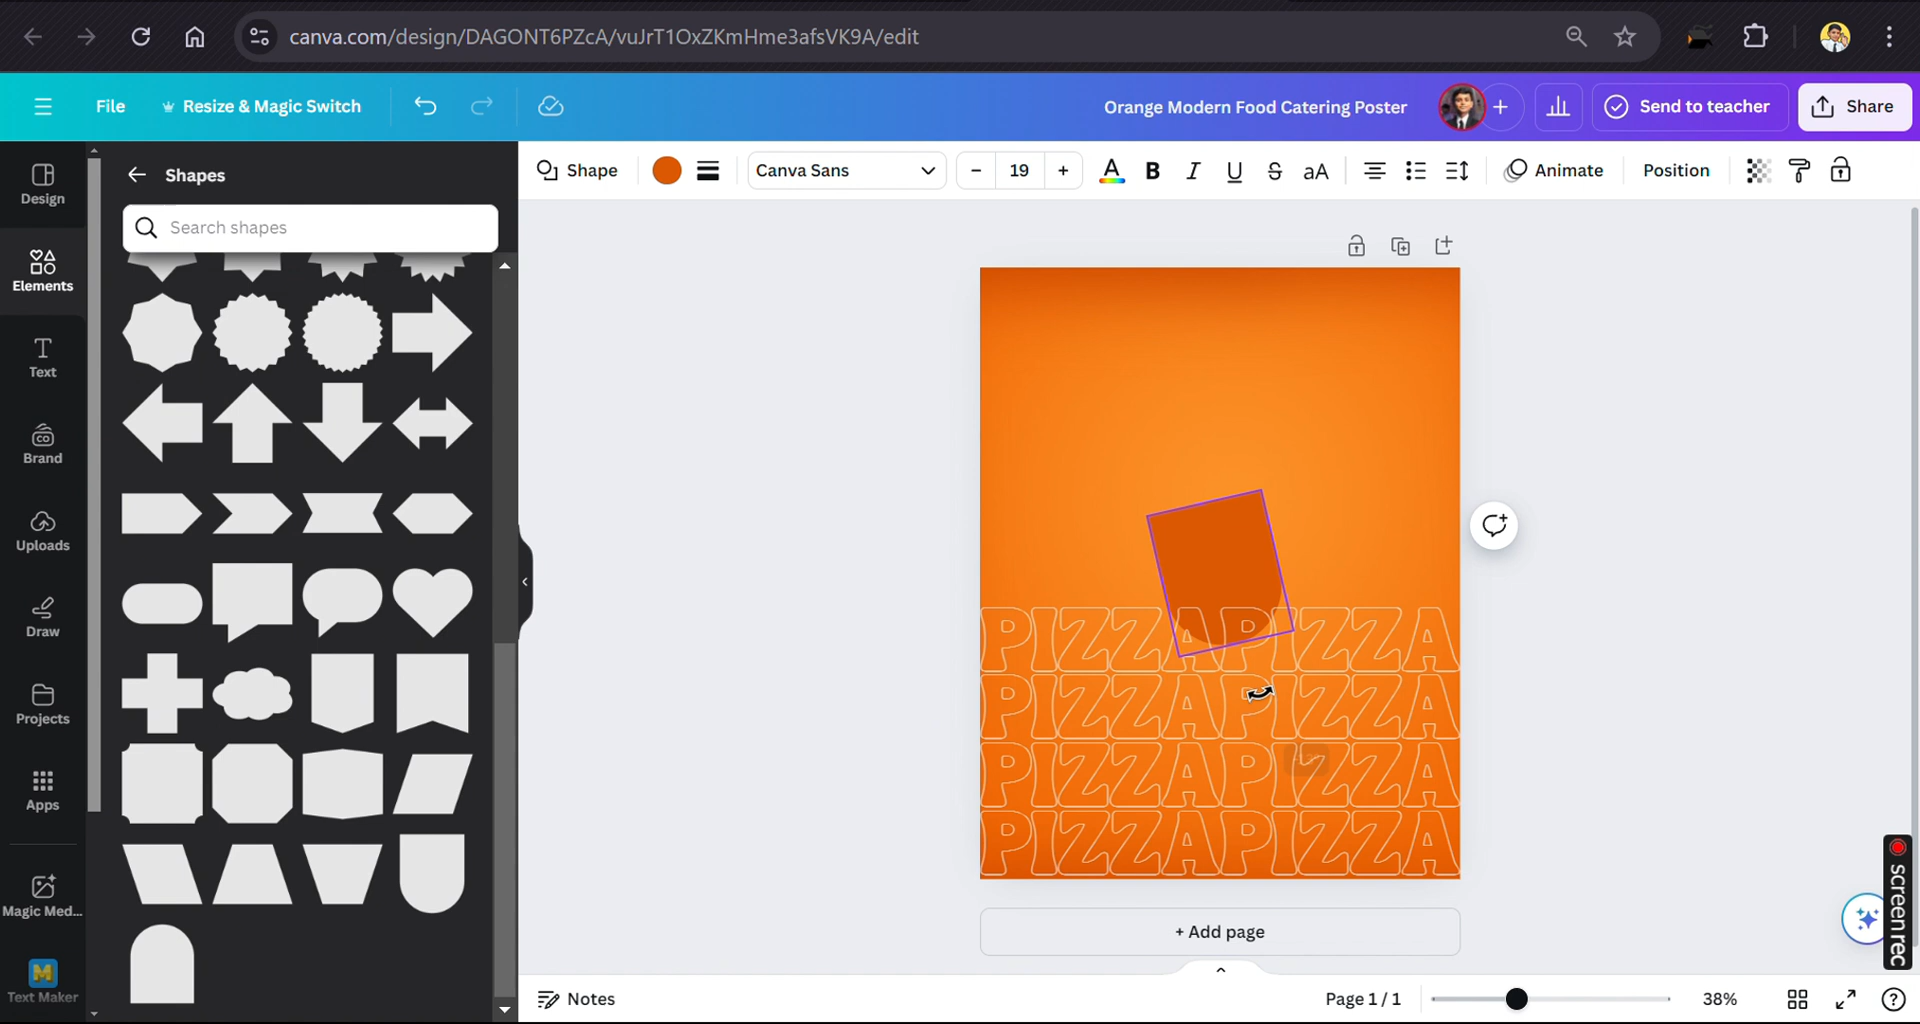 canva.com/design/DAGONT6PZcA/vuJrT1OxZKmHme3afsVK9A/edit
File
Resize & Magic Switch
Orange Modern Food Catering Poster
Send to teacher
Share
Design
Elements
Text
Brand
Uploads
Draw
Projects
Apps
Magic Med...
Text Maker
Shapes
Search shapes
Shape
Canva Sans
- 19 +
A B I U S aA
Animate
Position
PIZZAPIZZA
PIZZAPIZZA
PIZZAPIZZA
PIZZAPIZZA
+ Add page
Notes
Page 1 / 1
38%
screenrec